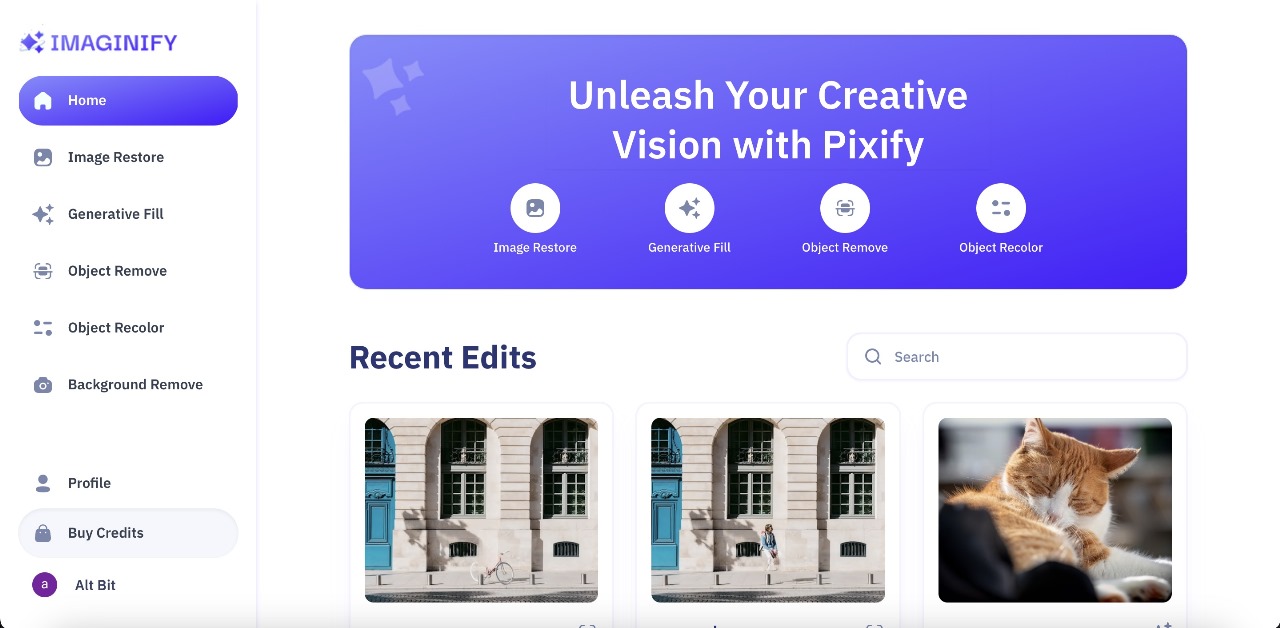 IMAGINIFY
Home
Image Restore
Generative Fill
Object Remove
Object Recolor
Background Remove
Profile
Buy Credits
a
Alt Bit
Unleash Your Creative
Vision with Pixify
Image Restore
Generative Fill
Object Remove
Object Recolor
Recent Edits
Search